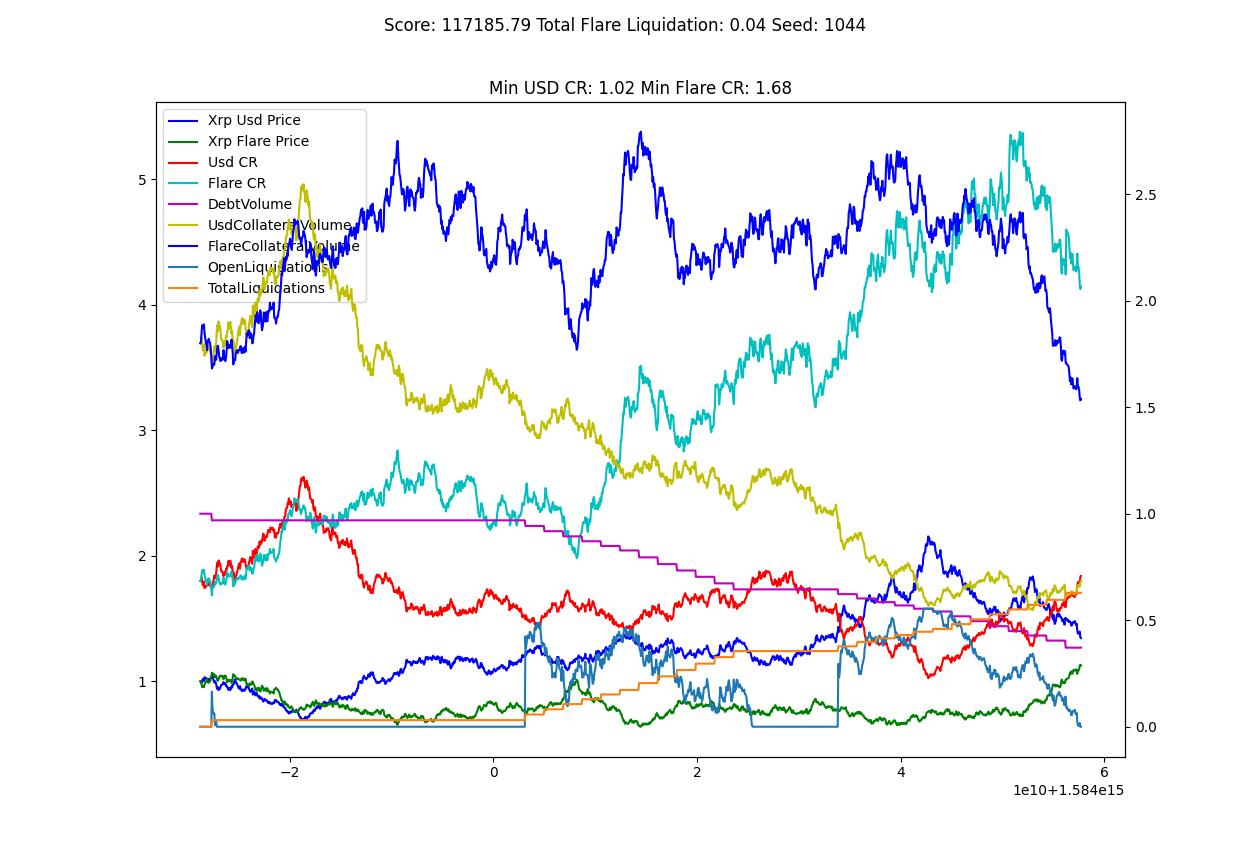 Score: 117185.79 Total Flare Liquidation: 0.04 Seed: 1044
Min USD CR: 1.02 Min Flare CR: 1.68
Xrp Usd Price
Xrp Flare Price
Usd CR
Flare CR
DebtVolume
UsdCollateralVolume
FlareCollateralVolume
OpenLiquidations
TotalLiquidations
5
4
3
2
1
2.5
2.0
1.5
1.0
0.5
0.0
−2
0
2
4
6
1e10+1.584e15